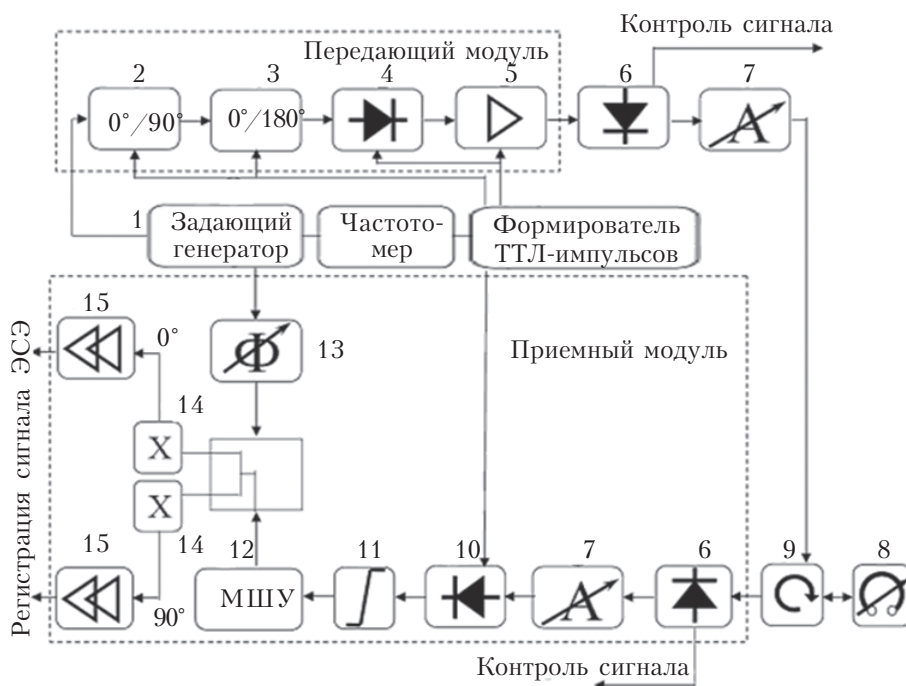 Контроль сигнала
Передающий модуль
2
3
4
5
6
7
0°/90°
0°/180°
A
1
Задающий
генератор
Частото-
мер
Формирователь
ТТЛ-импульсов
15
0°
Ф
13
Приемный модуль
14
X
X
14
15
90°
12
МШУ
11
10
7
A
6
9
8
Регистрация сигнала ЭСЭ
Контроль сигнала